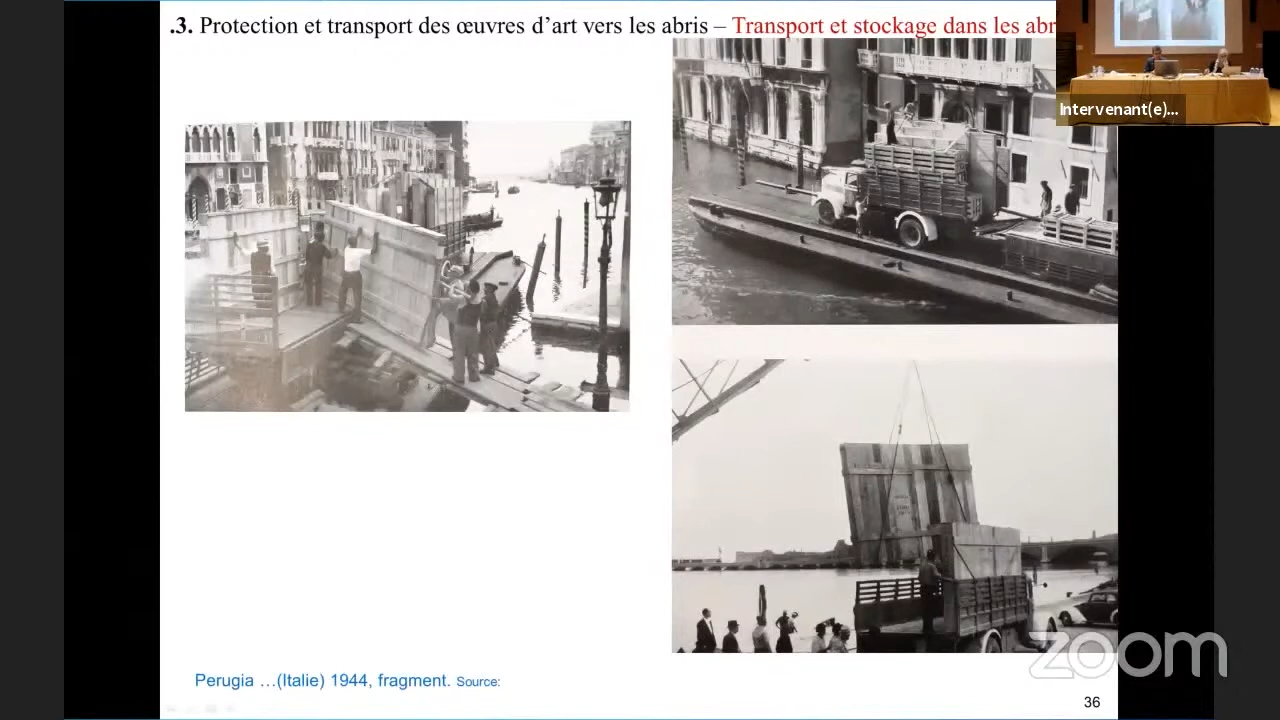 .3. Protection et transport des œuvres d’art vers les abris – Transport et stockage dans les abr
Intervenant(e)...
Perugia …(Italie) 1944, fragment. Source:
zoom
36